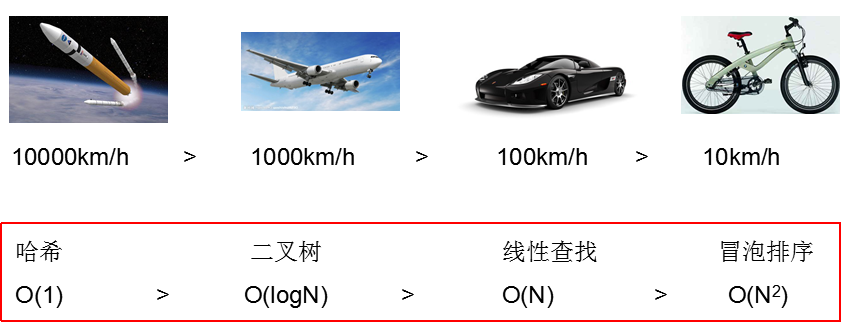 10000km/h > 1000km/h > 100km/h > 10km/h
哈希 二叉树 线性查找 冒泡排序
O(1) > O(logN) > O(N) > O(N²)